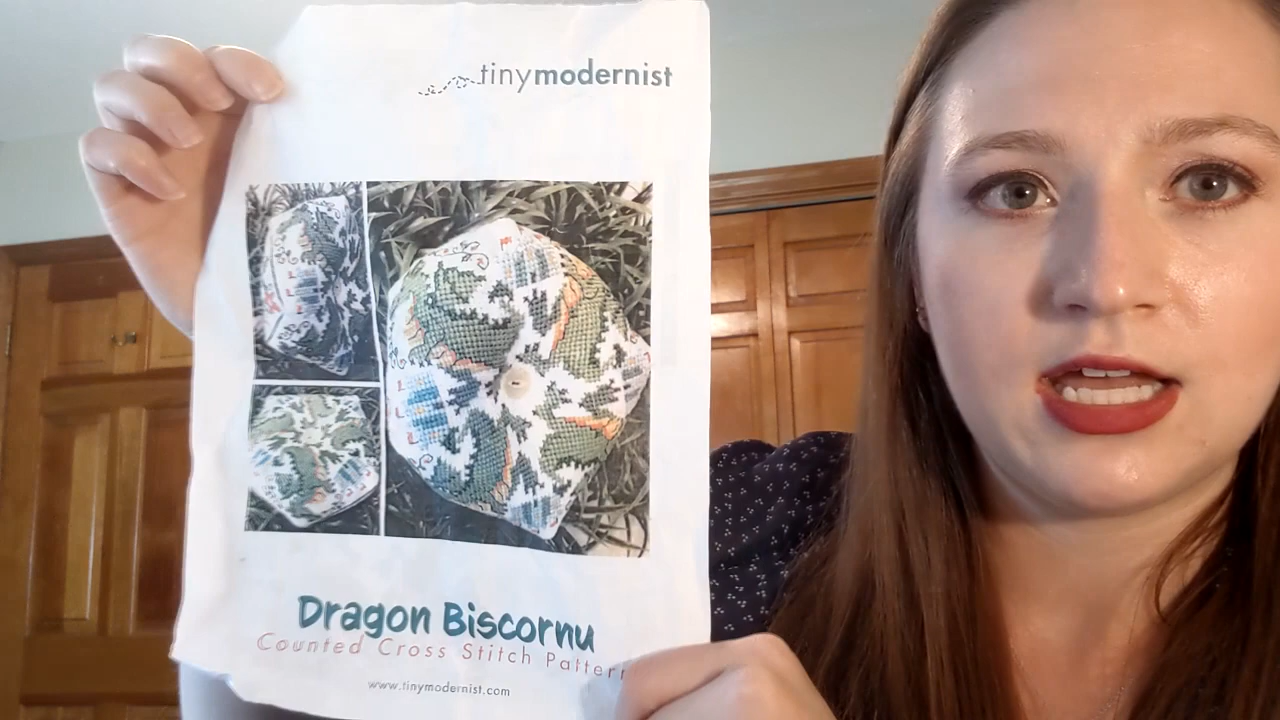 tinymodernist
Dragon Biscornu
Counted Cross Stitch Pattern
www.tinymodernist.com